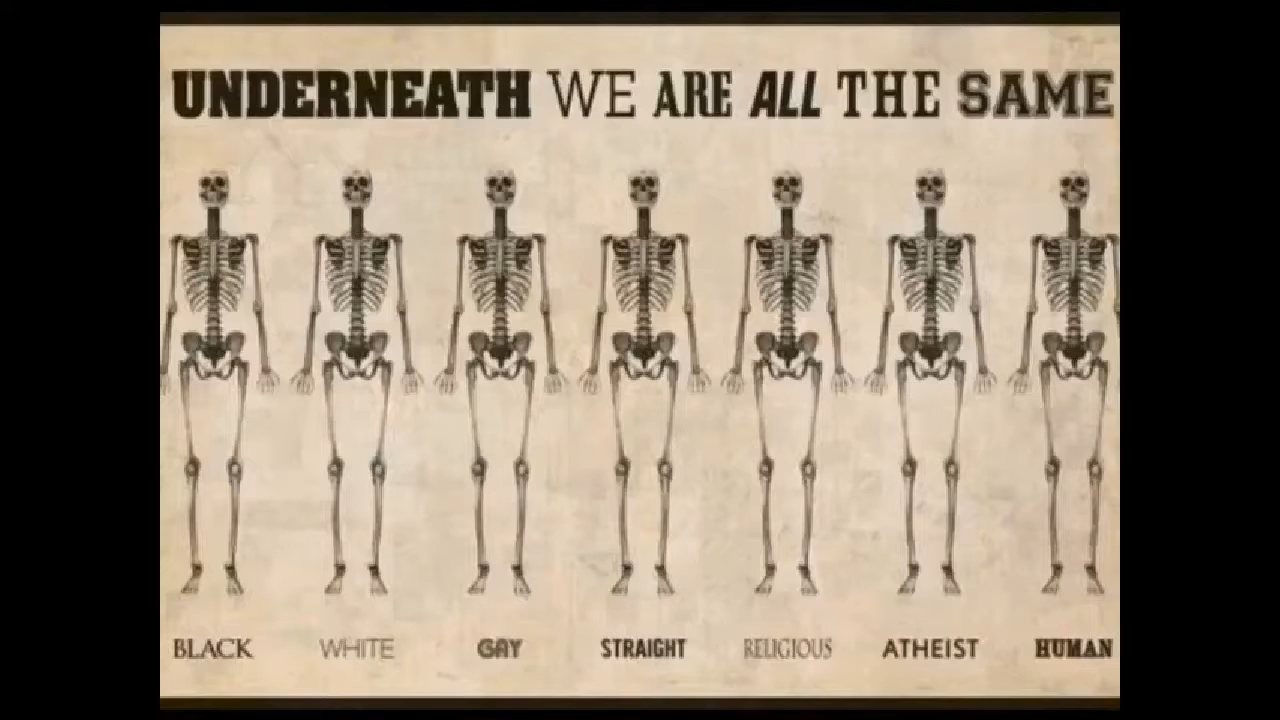 UNDERNEATH WE ARE ALL THE SAME
BLACK WHITE GAY STRAIGHT RELIGIOUS ATHEIST HUMAN